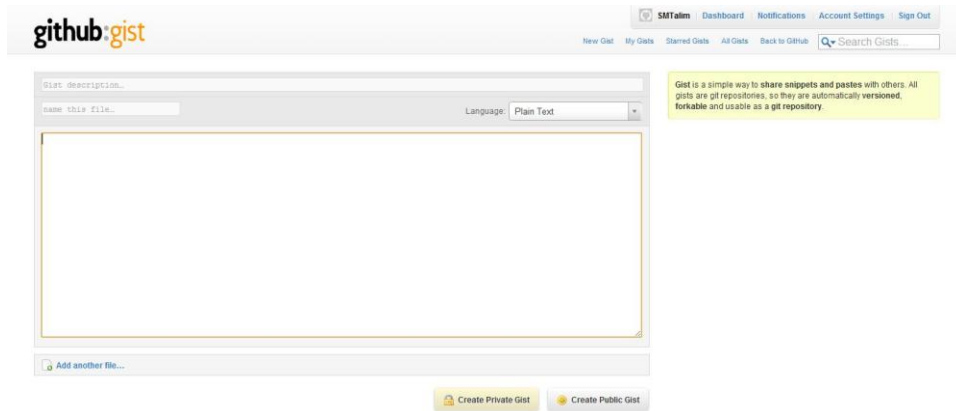 github:gist
SMTalim Dashboard Notifications Account Settings Sign Out
New Gist My Gists Starred Gists All Gists Back to GitHub Search Gists...
Gist description...
name this file...
Language: Plain Text
Gist is a simple way to share snippets and pastes with others. All
gists are git repositories, so they are automatically versioned,
forkable and usable as a git repository.
Add another file...
Create Private Gist Create Public Gist